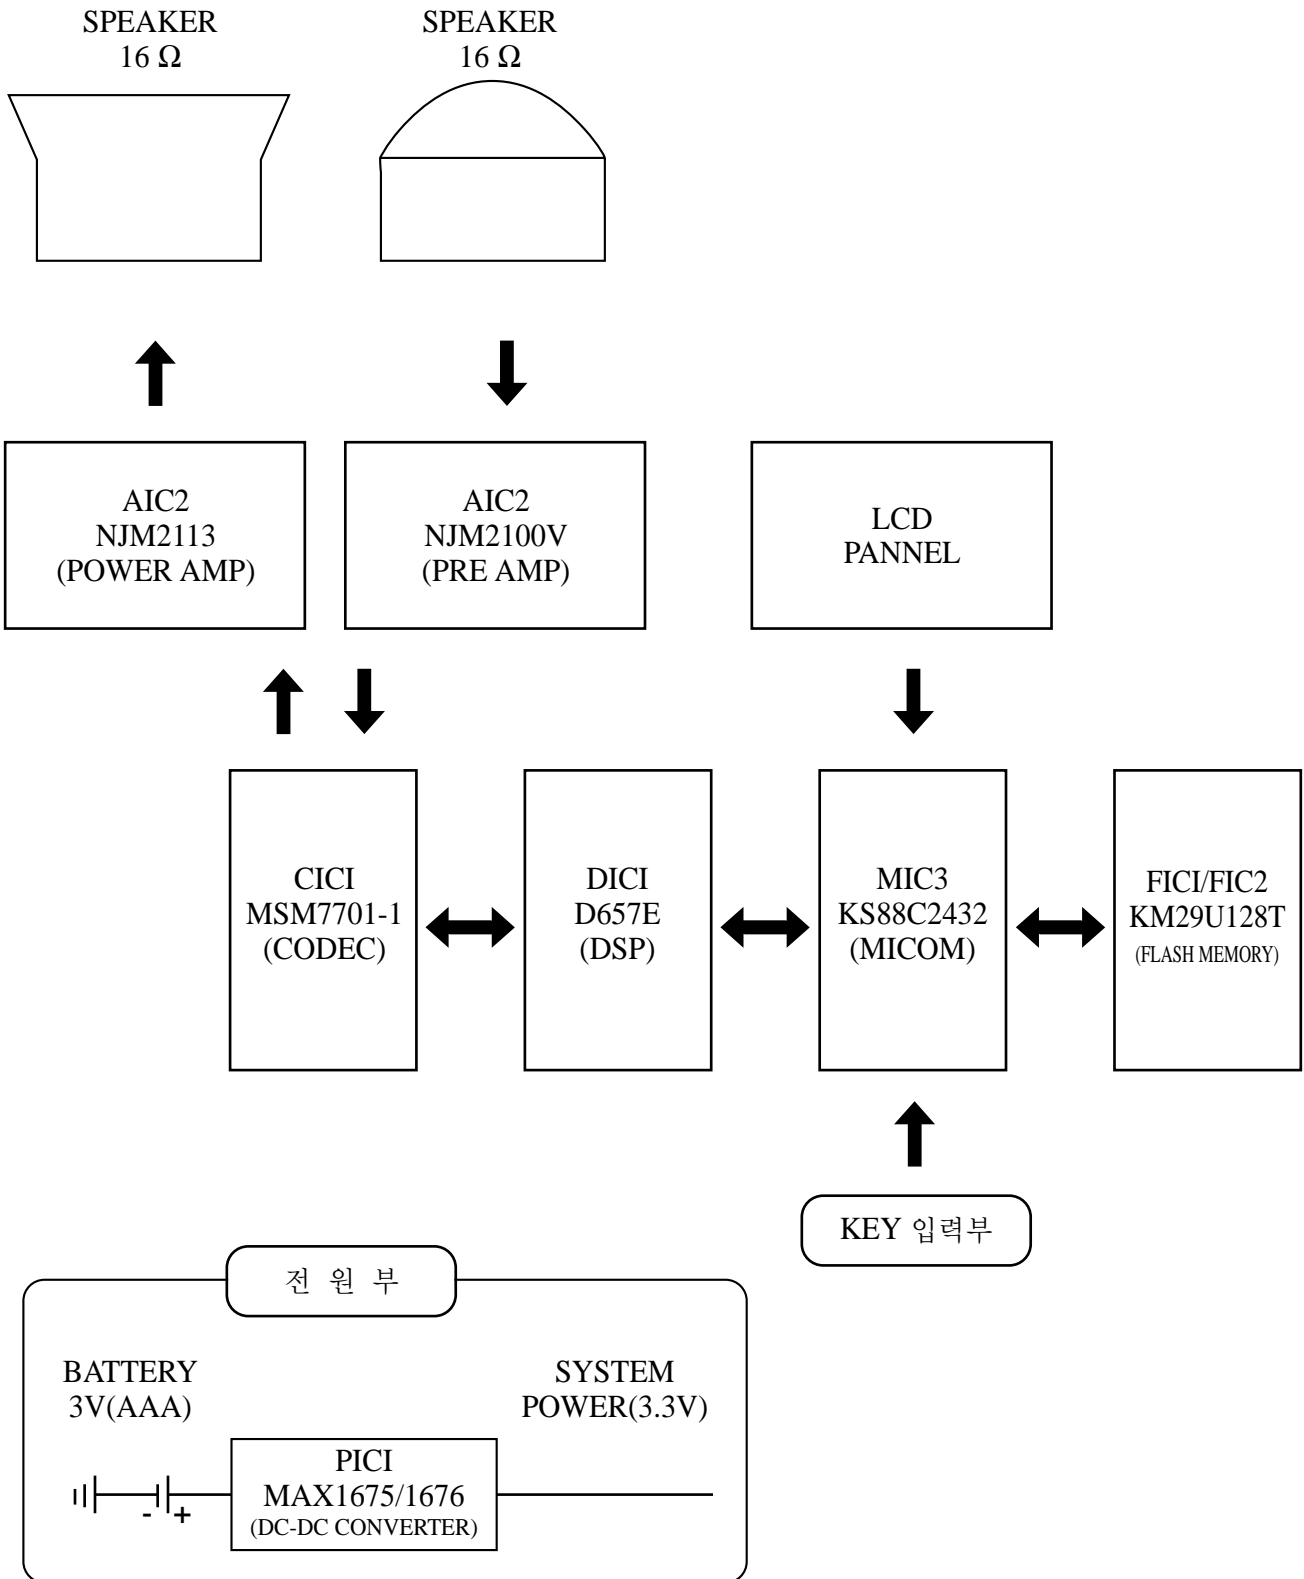 SPEAKER
16 Ω
SPEAKER
16 Ω
AIC2
NJM2113
(POWER AMP)
AIC2
NJM2100V
(PRE AMP)
LCD
PANNEL
CICI
MSM7701-1
(CODEC)
DICI
D657E
(DSP)
MIC3
KS88C2432
(MICOM)
FICI/FIC2
KM29U128T
(FLASH MEMORY)
KEY 입력부
전 원 부
BATTERY
3V(AAA)
SYSTEM
POWER(3.3V)
PICI
MAX1675/1676
(DC-DC CONVERTER)
- +